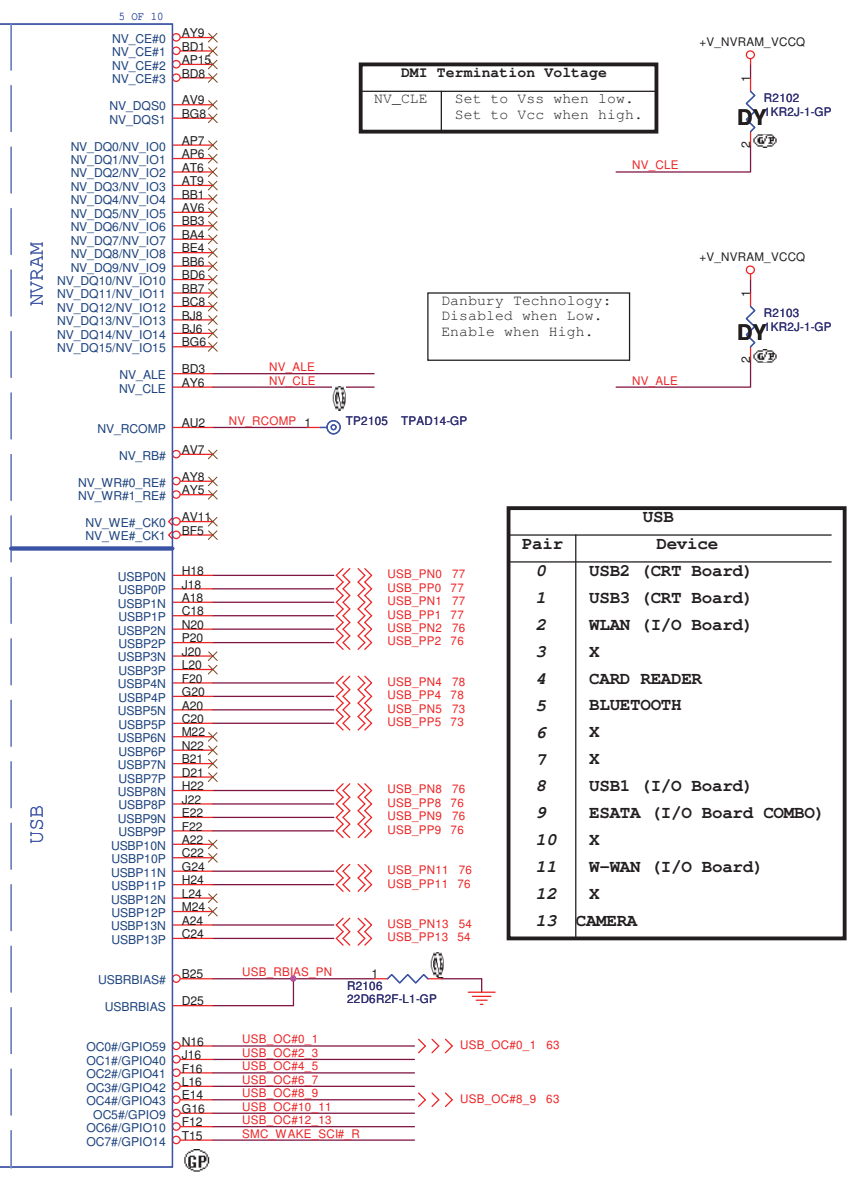 5 OF 10
NV_CE#0 AY9
NV_CE#1 BD1
NV_CE#2 AP15
NV_CE#3 BD8
NV_DQS0 AV9
NV_DQS1 BG8
NV_DQ0/NV_IO0 AP7
NV_DQ1/NV_IO1 AP6
NV_DQ2/NV_IO2 AT6
NV_DQ3/NV_IO3 AT9
NV_DQ4/NV_IO4 BB1
NV_DQ5/NV_IO5 AV6
NV_DQ6/NV_IO6 BB3
NV_DQ7/NV_IO7 BA4
NV_DQ8/NV_IO8 BE4
NV_DQ9/NV_IO9 BB6
NV_DQ10/NV_IO10 BD6
NV_DQ11/NV_IO11 BB7
NV_DQ12/NV_IO12 BC8
NV_DQ13/NV_IO13 BJ8
NV_DQ14/NV_IO14 BJ6
NV_DQ15/NV_IO15 BG6
NVRAM
NV_ALE BD3 NV_ALE
NV_CLE AY6 NV_CLE
NV_RCOMP AU2 NV_RCOMP 1 TP2105 TPAD14-GP
NV_RB# AV7
NV_WR#0_RE# AY8
NV_WR#1_RE# AY5
NV_WE#_CK0 AV11
NV_WE#_CK1 BF5
DMI Termination Voltage
NV_CLE Set to Vss when low.
Set to Vcc when high.
+V_NVRAM_VCCQ
1
R2102
DY 1KR2J-1-GP
2
NV_CLE
Danbury Technology:
Disabled when Low.
Enable when High.
+V_NVRAM_VCCQ
1
R2103
DY 1KR2J-1-GP
2
NV_ALE
USB
USBP0N H18 USB_PN0 77
USBP0P J18 USB_PP0 77
USBP1N A18 USB_PN1 77
USBP1P C18 USB_PP1 77
USBP2N N20 USB_PN2 76
USBP2P P20 USB_PP2 76
USBP3N J20
USBP3P L20
USBP4N F20 USB_PN4 78
USBP4P G20 USB_PP4 78
USBP5N A20 USB_PN5 73
USBP5P C20 USB_PP5 73
USBP6N M22
USBP6P N22
USBP7N B21
USBP7P D21
USBP8N H22 USB_PN8 76
USBP8P J22 USB_PP8 76
USBP9N E22 USB_PN9 76
USBP9P F22 USB_PP9 76
USBP10N A22
USBP10P C22
USBP11N G24 USB_PN11 76
USBP11P H24 USB_PP11 76
USBP12N L24
USBP12P M24
USBP13N A24 USB_PN13 54
USBP13P C24 USB_PP13 54
USBRBIAS# B25 USB_RBIAS_PN 1
R2106
22D6R2F-L1-GP
USBRBIAS D25
OC0#/GPIO59 N16 USB_OC#0_1 USB_OC#0_1 63
OC1#/GPIO40 J16 USB_OC#2_3
OC2#/GPIO41 F16 USB_OC#4_5
OC3#/GPIO42 L16 USB_OC#6_7
OC4#/GPIO43 E14 USB_OC#8_9 USB_OC#8_9 63
OC5#/GPIO9 G16 USB_OC#10_11
OC6#/GPIO10 F12 USB_OC#12_13
OC7#/GPIO14 T15 SMC_WAKE_SCI#_R
GP
USB
Pair Device
0 USB2 (CRT Board)
1 USB3 (CRT Board)
2 WLAN (I/O Board)
3 X
4 CARD READER
5 BLUETOOTH
6 X
7 X
8 USB1 (I/O Board)
9 ESATA (I/O Board COMBO)
10 X
11 W-WAN (I/O Board)
12 X
13 CAMERA